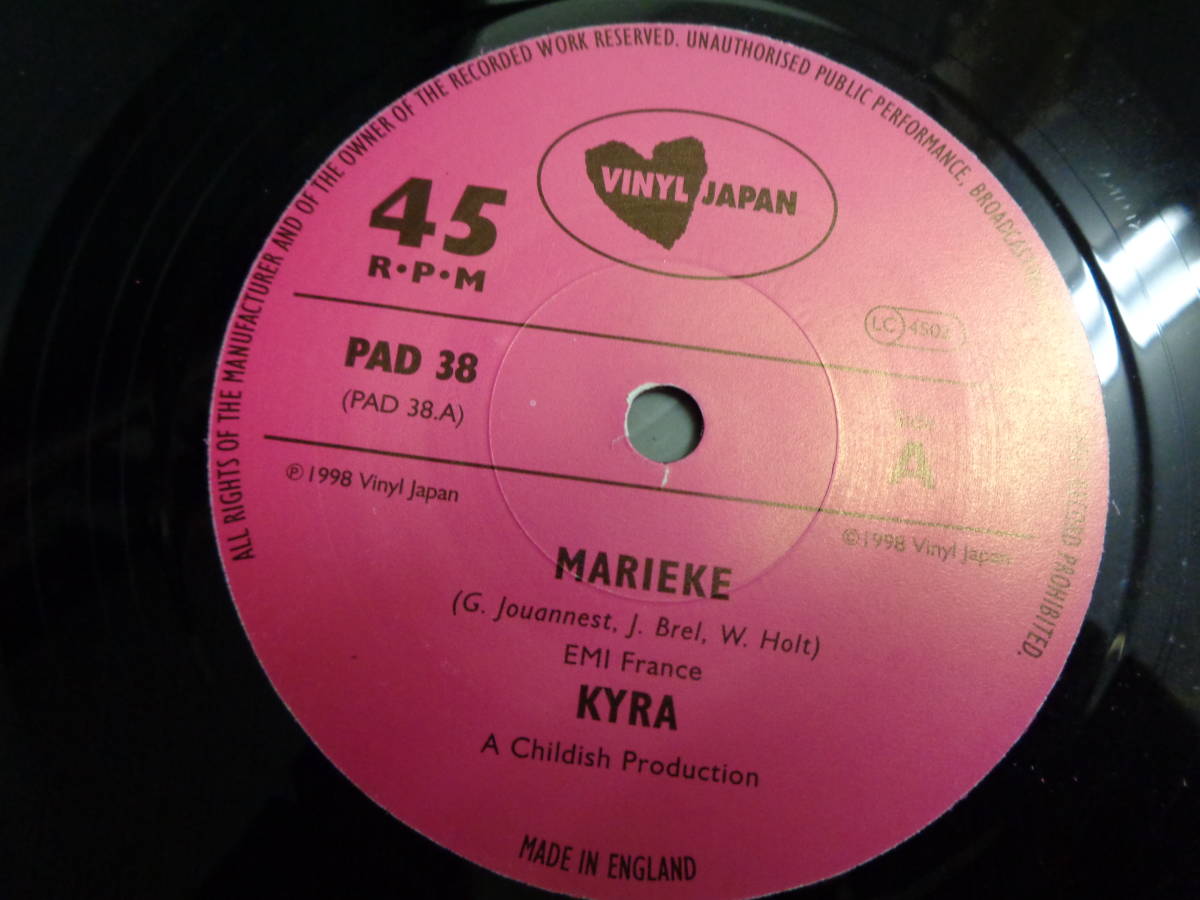 ALL RIGHTS OF THE MANUFACTURER AND OF THE OWNER OF THE RECORDED WORK RESERVED. UNAUTHORISED PUBLIC PERFORMANCE, PROHIBITED.
VINYL JAPAN
45
R•P•M
LC 4502
PAD 38
(PAD 38.A)
A
℗ 1998 Vinyl Japan
© 1998 Vinyl Japan
MARIEKE
(G. Jouannest, J. Brel, W. Holt)
EMI France
KYRA
A Childish Production
MADE IN ENGLAND